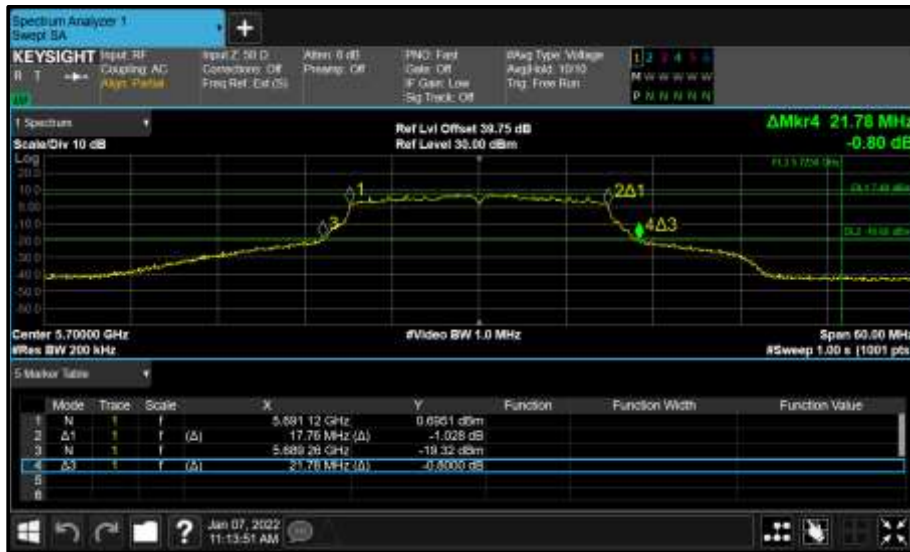 Spectrum Analyzer 1
Swept SA
+
KEYSIGHT Input: RF
R T Coupling: AC
Align: Partial
Input Z: 50 Ω
Corrections: Off
Freq Ref: Ext (S)
Atten: 6 dB
Preamp: Off
PNO: Fast
Gate: Off
IF Gain: Low
Sig Track: Off
#Avg Type: Voltage
Avg|Hold: 10/10
Trig: Free Run
1 2 3 4 5 6
M W W W W W
P N N N N N
1 Spectrum
Scale/Div 10 dB
Ref Lvl Offset 39.75 dB
Ref Level 30.00 dBm
ΔMkr4 21.78 MHz
-0.80 dB
Log
20.0
10.0
0.00
-10.0
-20.0
-30.0
-40.0
-50.0
1
2Δ1
3
4Δ3
Center 5.70000 GHz
#Res BW 200 kHz
#Video BW 1.0 MHz
Span 60.00 MHz
#Sweep 1.00 s (1001 pts
5 Marker Table
Mode Trace Scale X Y Function Function Width Function Value
1 N 1 f 5.691 12 GHz 0.6951 dBm
2 Δ1 1 f (Δ) 17.76 MHz (Δ) -1.028 dB
3 N 1 f 5.689 26 GHz -19.32 dBm
4 Δ3 1 f (Δ) 21.78 MHz (Δ) -0.8000 dB
5
6
?
Jan 07, 2022
11:13:51 AM